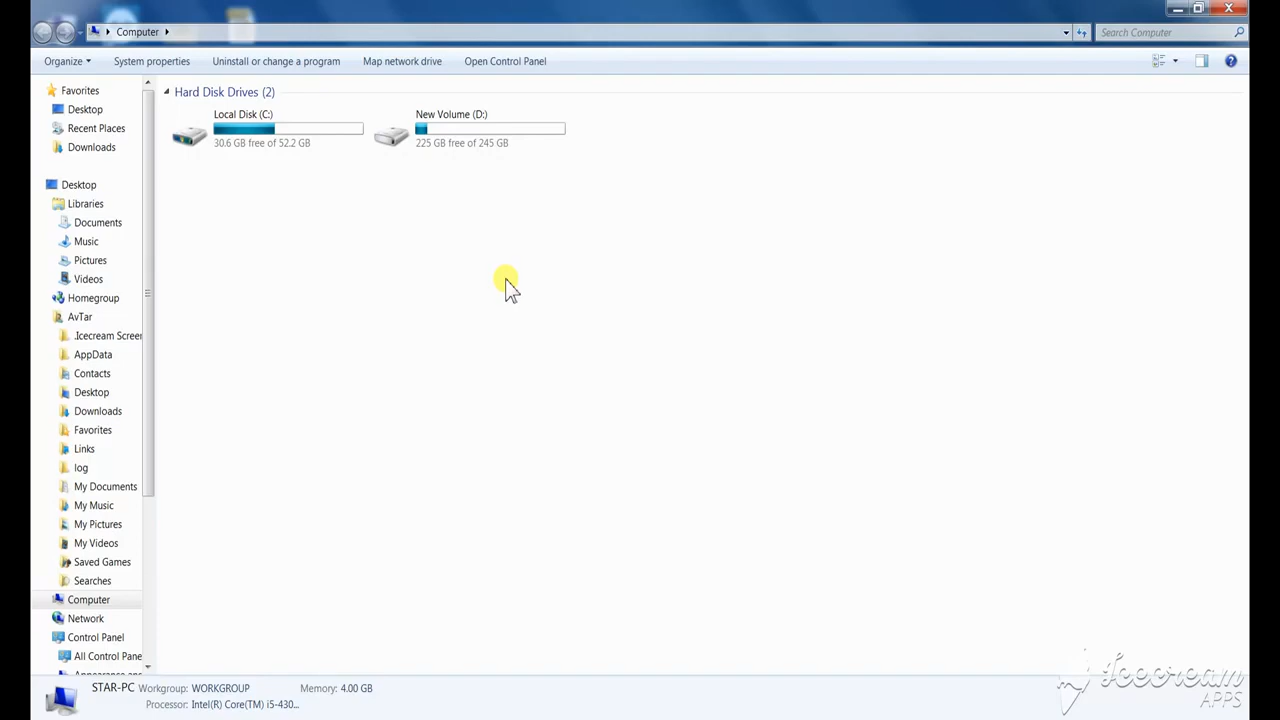 Computer
Search Computer
Organize
System properties
Uninstall or change a program
Map network drive
Open Control Panel
Favorites
Desktop
Recent Places
Downloads
Desktop
Libraries
Documents
Music
Pictures
Videos
Homegroup
AvTar
.Icecream Screen
AppData
Contacts
Desktop
Downloads
Favorites
Links
log
My Documents
My Music
My Pictures
My Videos
Saved Games
Searches
Computer
Network
Control Panel
All Control Pane
Hard Disk Drives (2)
Local Disk (C:)
30.6 GB free of 52.2 GB
New Volume (D:)
225 GB free of 245 GB
STAR-PC Workgroup: WORKGROUP Memory: 4.00 GB
Processor: Intel(R) Core(TM) i5-430...
Icecream
APPS